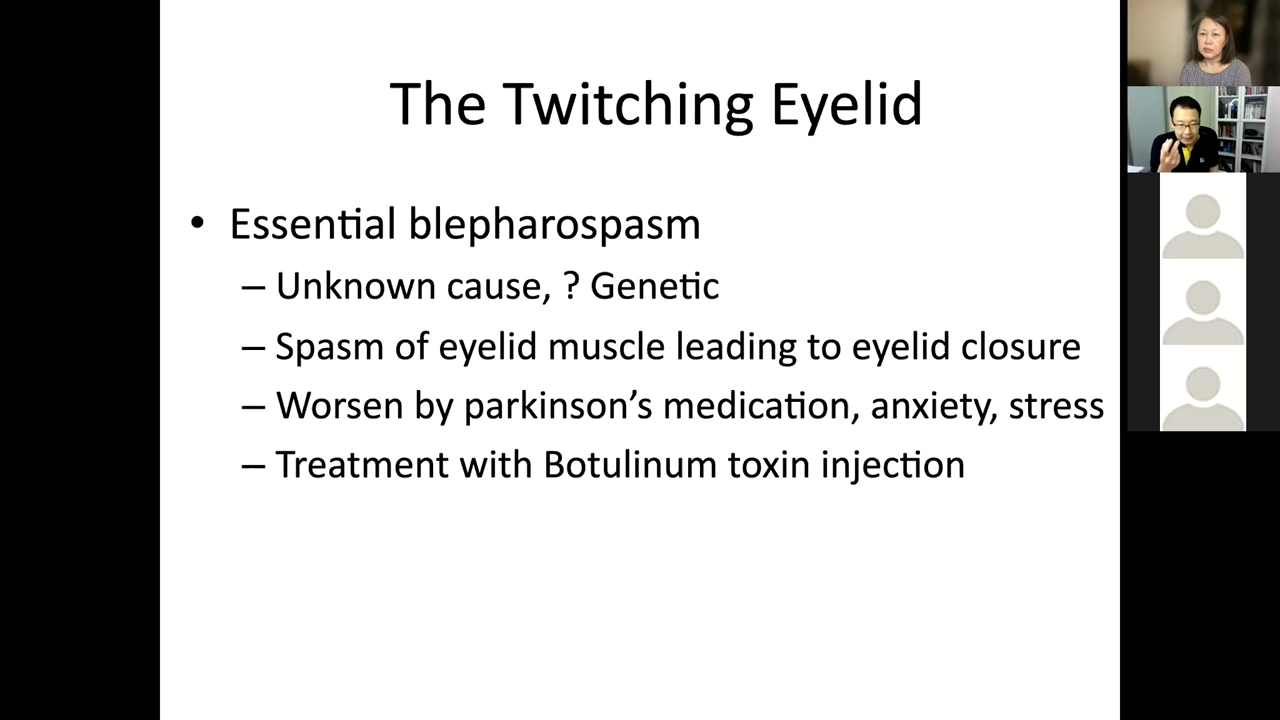 The Twitching Eyelid
• Essential blepharospasm
– Unknown cause, ? Genetic
– Spasm of eyelid muscle leading to eyelid closure
– Worsen by parkinson’s medication, anxiety, stress
– Treatment with Botulinum toxin injection